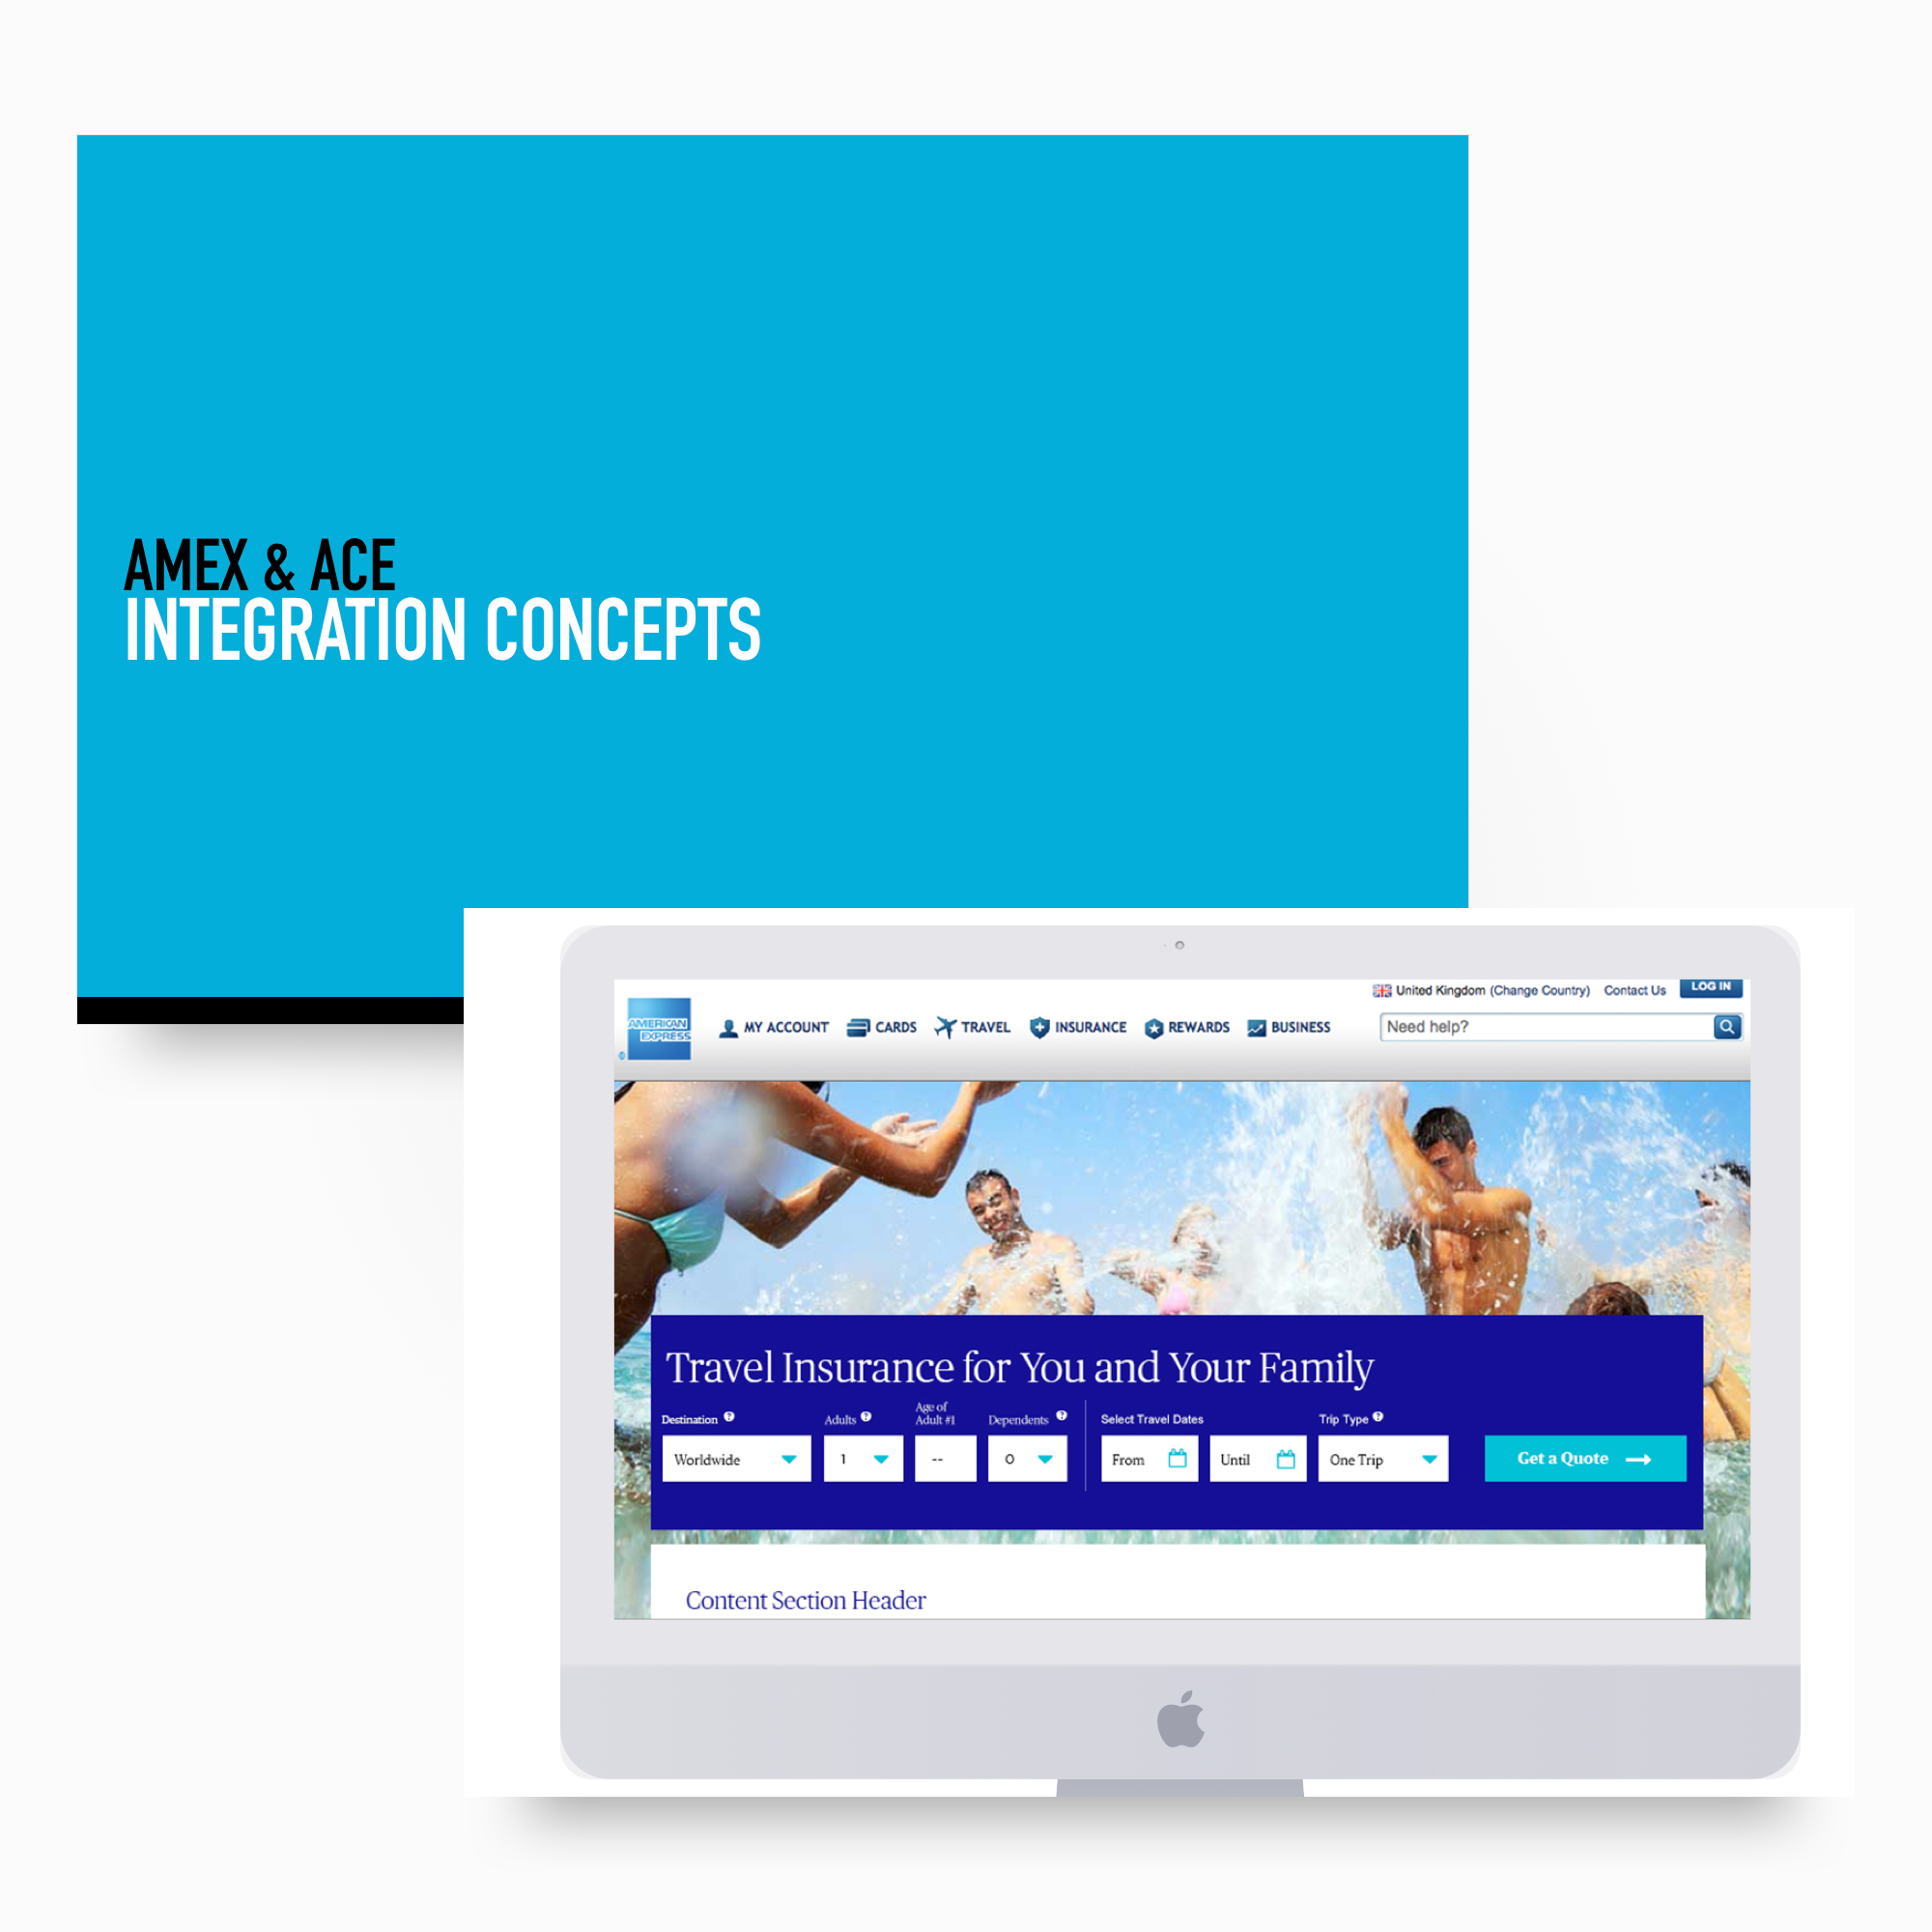 AMEX & ACE
INTEGRATION CONCEPTS
United Kingdom (Change Country) Contact Us LOG IN
AMERICAN
EXPRESS
®
MY ACCOUNT CARDS TRAVEL INSURANCE REWARDS BUSINESS
Need help?
Travel Insurance for You and Your Family
Destination ? Adults ? Age of
Adult #1 Dependents ? Select Travel Dates Trip Type ?
Worldwide 1 -- 0 From Until One Trip Get a Quote →
Content Section Header